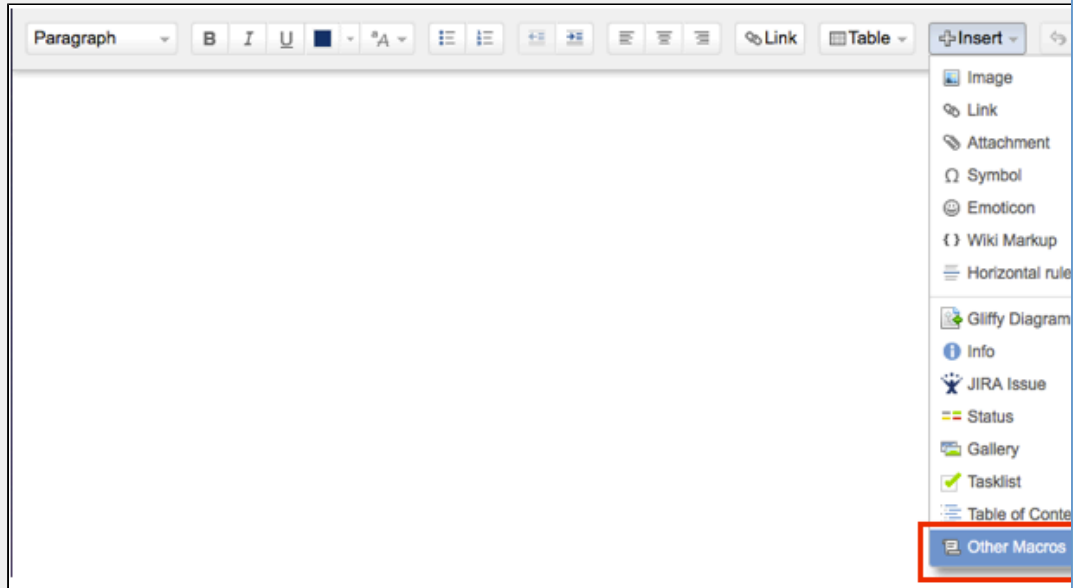 Paragraph B I U A Link Table Insert
Image
Link
Attachment
Ω Symbol
Emoticon
{} Wiki Markup
Horizontal rule
Gliffy Diagram
Info
JIRA Issue
Status
Gallery
Tasklist
Table of Conte
Other Macros